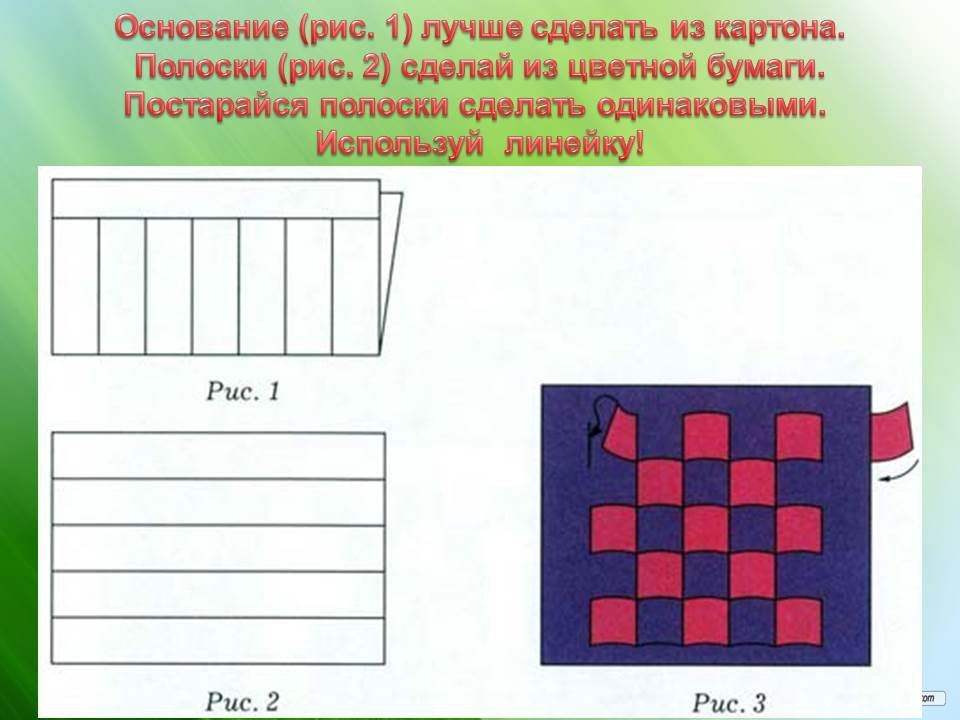 Основание (рис. 1) лучше сделать из картона.
Полоски (рис. 2) сделай из цветной бумаги.
Постарайся полоски сделать одинаковыми.
Используй линейку!
Рис. 1
Рис. 2
Рис. 3